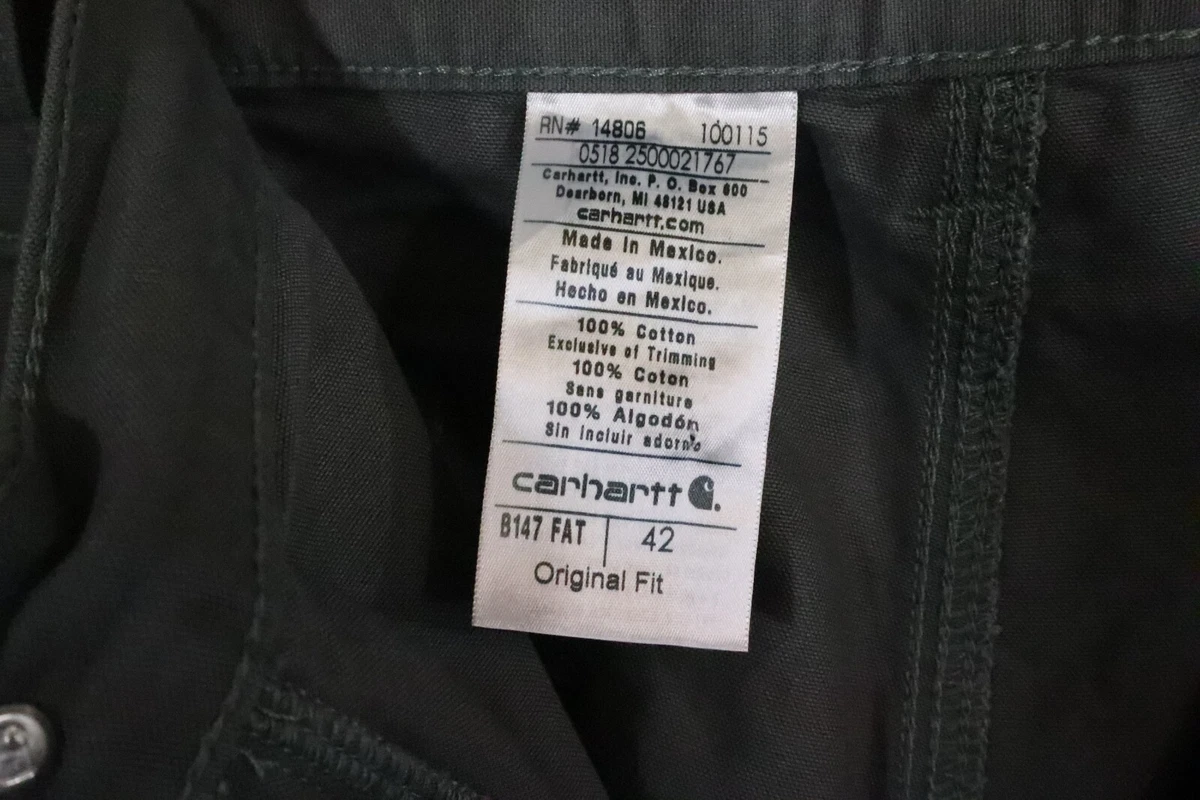 RN# 14806 100115
0518 2500021767
Carhartt, Inc. P. O. Box 600
Dearborn, MI 48121 USA
carhartt.com
Made in Mexico.
Fabriqué au Mexique.
Hecho en Mexico.
100% Cotton
Exclusive of Trimming
100% Coton
Sans garniture
100% Algodón
Sin incluir adorno
carhartt
B147 FAT 42
Original Fit